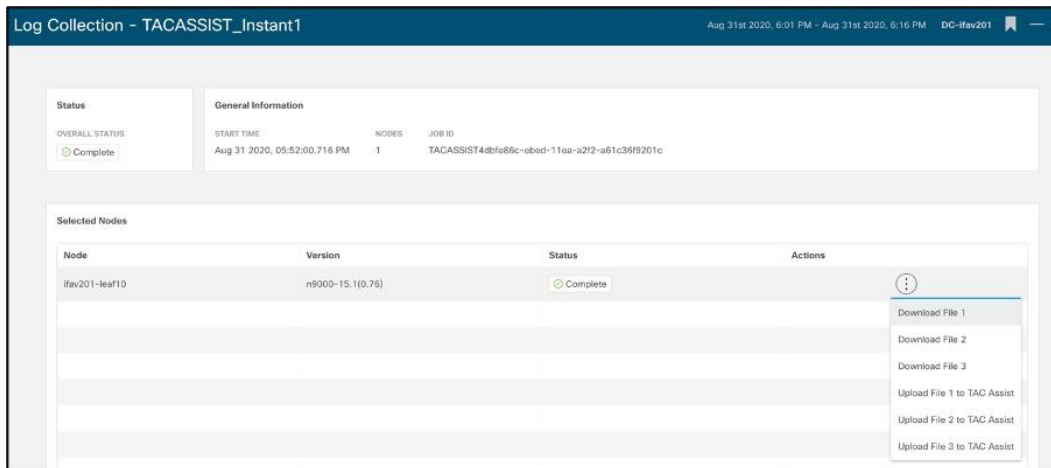 Log Collection - TACASSIST_Instant1
Aug 31st 2020, 6:01 PM - Aug 31st 2020, 6:16 PM DC-ifav201
Status
OVERALL STATUS
Complete
General Information
START TIME NODES JOB ID
Aug 31 2020, 05:52:00.716 PM 1 TACASSIST4dbfe86c-ebed-11ea-a2f2-a61c36f9201c
Selected Nodes
Node Version Status Actions
ifav201-leaf10 n9000-15.1(0.76) Complete
Download File 1
Download File 2
Download File 3
Upload File 1 to TAC Assist
Upload File 2 to TAC Assist
Upload File 3 to TAC Assist